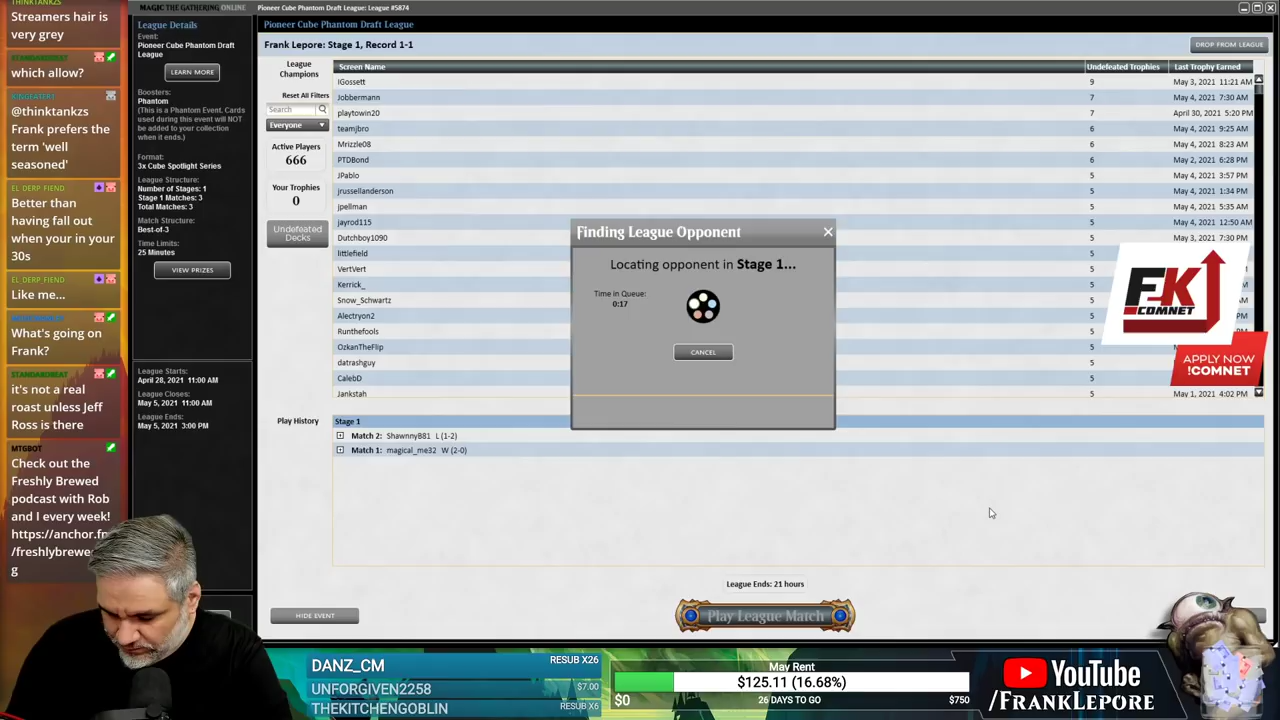 Streamers hair is
very grey
which allow?
@thinktankzs
Frank prefers the
term 'well
seasoned'
EL DERP FIEND
Better than
having fall out
when your in your
30s
EL DERP FIEND
Like me...
What's going on
Frank?
it's not a real
roast unless Jeff
Ross is there
MTGBOT
Check out the
Freshly Brewed
podcast with Rob
and I every week!
https://anchor.fm
/freshlybrewe
g
MAGIC THE GATHERING ONLINE
Pioneer Cube Phantom Draft League: League #5874
League Details
Event:
Pioneer Cube Phantom Draft
League
LEARN MORE
Boosters:
Phantom
(This is a Phantom Event. Cards
used during this event will NOT
be added to your collection
when it ends.)
Format:
3x Cube Spotlight Series
League Structure:
Number of Stages: 1
Stage 1 Matches: 3
Total Matches: 3
Match Structure:
Best-of-3
Time Limits:
25 Minutes
VIEW PRIZES
League Starts:
April 28, 2021 11:00 AM
League Closes:
May 5, 2021 11:00 AM
League Ends:
May 5, 2021 3:00 PM
Pioneer Cube Phantom Draft League
Frank Lepore: Stage 1, Record 1-1
DROP FROM LEAGUE
League
Champions
Reset All Filters
Search
Everyone
Active Players
666
Your Trophies
0
Undefeated
Decks
Screen Name Undefeated Trophies Last Trophy Earned
IGossett 9 May 3, 2021 11:21 AM
Jobbermann 7 May 4, 2021 7:30 AM
playtowin20 7 April 30, 2021 5:20 PM
teamjbro 6 May 4, 2021 9:25 AM
Mrizzle08 6 May 4, 2021 8:23 AM
PTDBond 6 May 2, 2021 6:28 PM
JPablo 5 May 4, 2021 3:57 PM
jrussellanderson 5 May 4, 2021 1:34 PM
jpellman 5 May 4, 2021 5:35 AM
jayrod115 5 May 4, 2021 12:50 AM
Dutchboy1090 5 May 3, 2021 7:30 PM
littlefield 5
VertVert 5
Kerrick_ 5
Snow_Schwartz 5
Alectryon2 5
Runthefools 5
OzkanTheFlip 5
datrashguy 5
CalebD 5
Jankstah 5 May 1, 2021 4:02 PM
Finding League Opponent
Locating opponent in Stage 1...
Time in Queue:
0:17
CANCEL
COMNET
APPLY NOW
!COMNET
Play History
Stage 1
Match 2: ShawnnyB81 L (1-2)
Match 1: magical_me32 W (2-0)
League Ends: 21 hours
HIDE EVENT
Play League Match
DANZ_CM RESUB X26
UNFORGIVEN2258 $7.00
THEKITCHENGOBLIN RESUB X6
May Rent
$125.11 (16.68%)
$0 26 DAYS TO GO $750
YouTube
/FRANKLEPORE